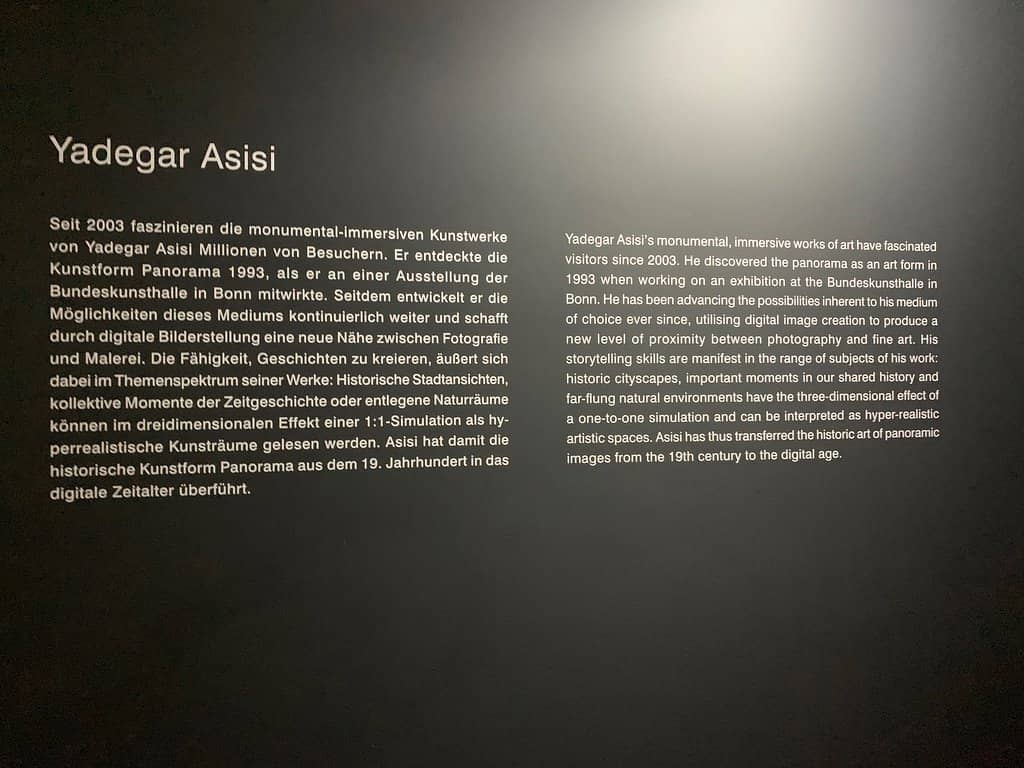 Yadegar Asisi
Seit 2003 faszinieren die monumental-immersiven Kunstwerke
von Yadegar Asisi Millionen von Besuchern. Er entdeckte die
Kunstform Panorama 1993, als er an einer Ausstellung der
Bundeskunsthalle in Bonn mitwirkte. Seitdem entwickelt er die
Möglichkeiten dieses Mediums kontinuierlich weiter und schafft
durch digitale Bilderstellung eine neue Nähe zwischen Fotografie
und Malerei. Die Fähigkeit, Geschichten zu kreieren, äußert sich
dabei im Themenspektrum seiner Werke: Historische Stadtansichten,
kollektive Momente der Zeitgeschichte oder entlegene Naturräume
können im dreidimensionalen Effekt einer 1:1-Simulation als hy-
perrealistische Kunsträume gelesen werden. Asisi hat damit die
historische Kunstform Panorama aus dem 19. Jahrhundert in das
digitale Zeitalter überführt.
Yadegar Asisi's monumental, immersive works of art have fascinated
visitors since 2003. He discovered the panorama as an art form in
1993 when working on an exhibition at the Bundeskunsthalle in
Bonn. He has been advancing the possibilities inherent to his medium
of choice ever since, utilising digital image creation to produce a
new level of proximity between photography and fine art. His
storytelling skills are manifest in the range of subjects of his work:
historic cityscapes, important moments in our shared history and
far-flung natural environments have the three-dimensional effect of
a one-to-one simulation and can be interpreted as hyper-realistic
artistic spaces. Asisi has thus transferred the historic art of panoramic
images from the 19th century to the digital age.